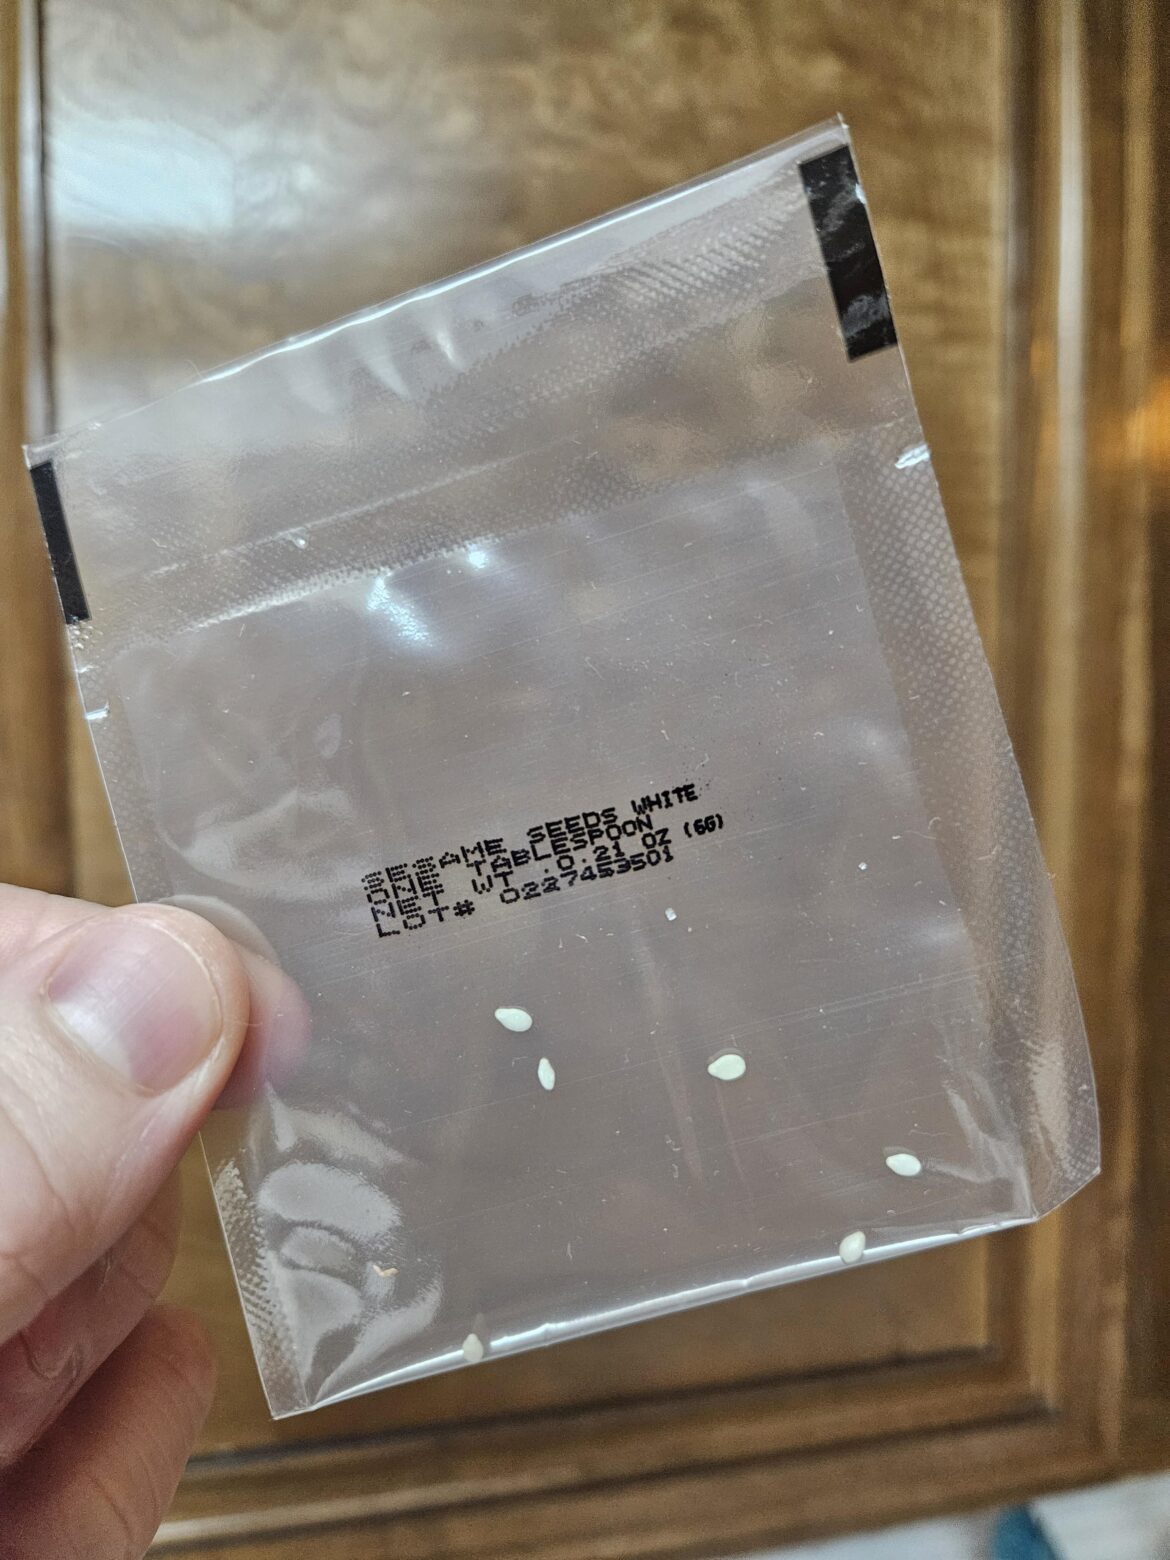 SESAME SEEDS WHITE
ONE TABLESPOON
NET WT. 0.21 OZ (6G)
LOT# 0227453501